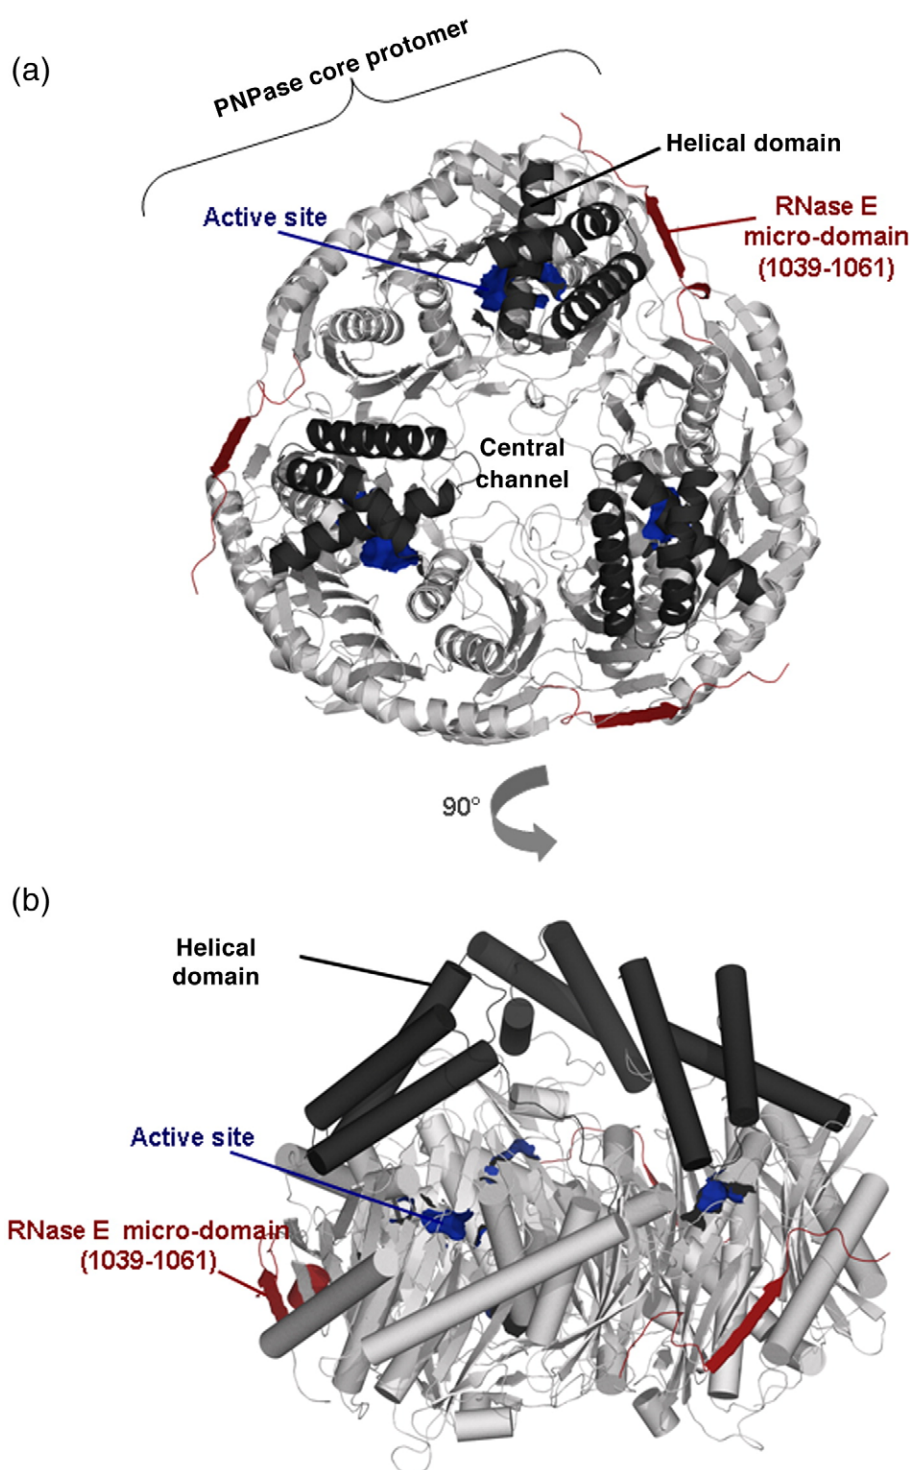 (a)
PNPase core protomer
Helical domain
Active site
RNase E
micro-domain
(1039-1061)
Central
channel
90°
(b)
Helical
domain
Active site
RNase E micro-domain
(1039-1061)